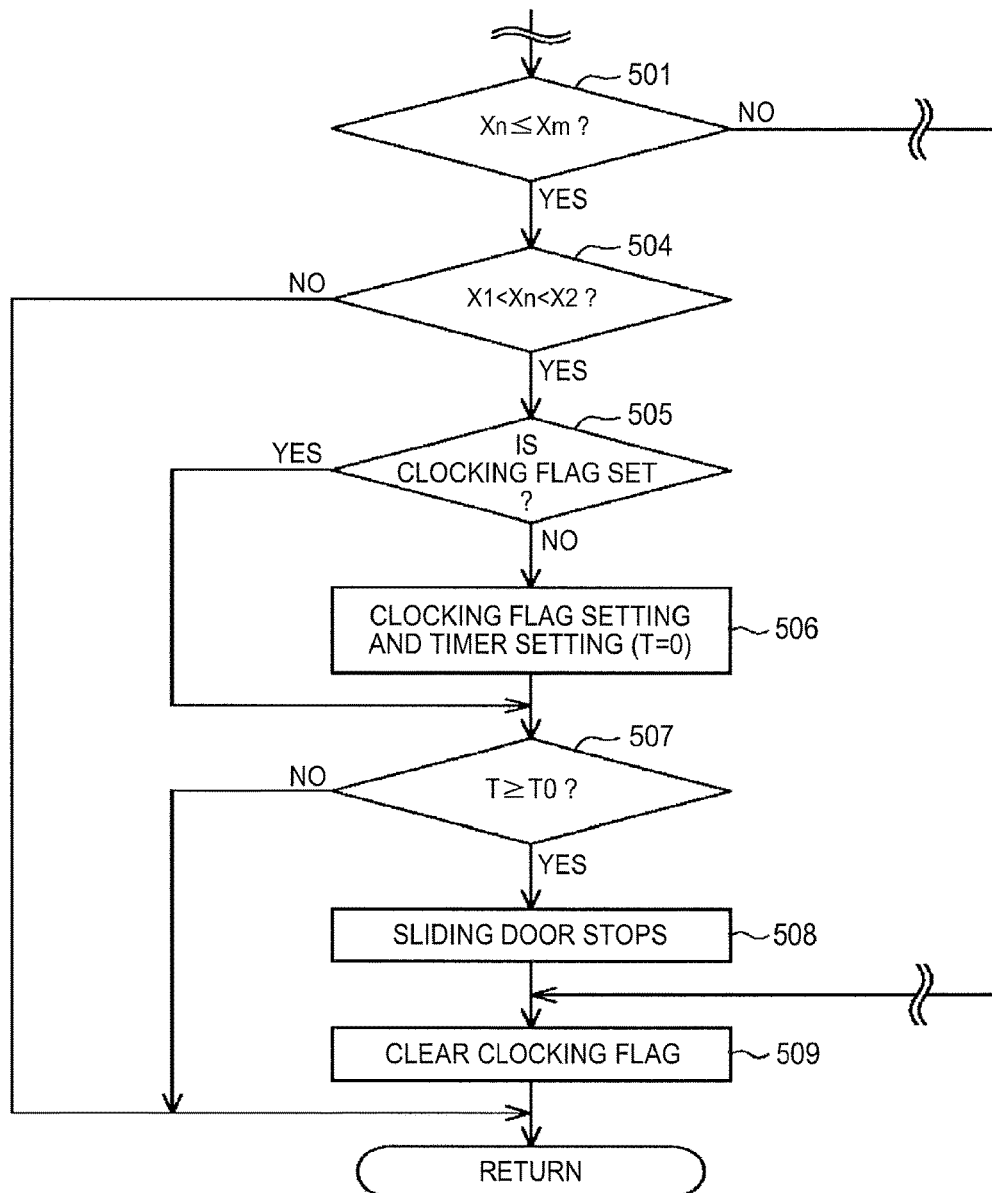 501
Xn≦Xm ?
NO
YES
504
NO
X1<Xn<X2 ?
YES
505
YES
IS
CLOCKING FLAG SET
?
NO
CLOCKING FLAG SETTING
AND TIMER SETTING (T=0)
506
507
NO
T≧T0 ?
YES
SLIDING DOOR STOPS
508
CLEAR CLOCKING FLAG
509
RETURN